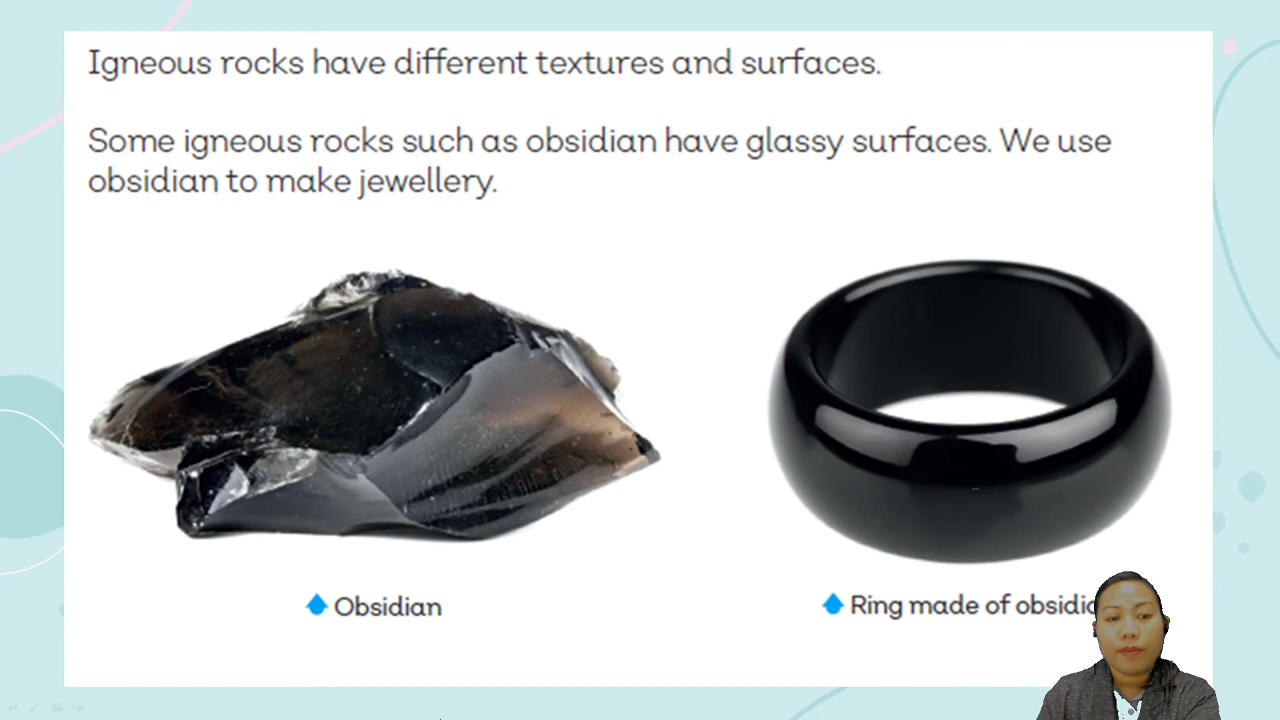 Igneous rocks have different textures and surfaces.
Some igneous rocks such as obsidian have glassy surfaces. We use
obsidian to make jewellery.
Obsidian
Ring made of